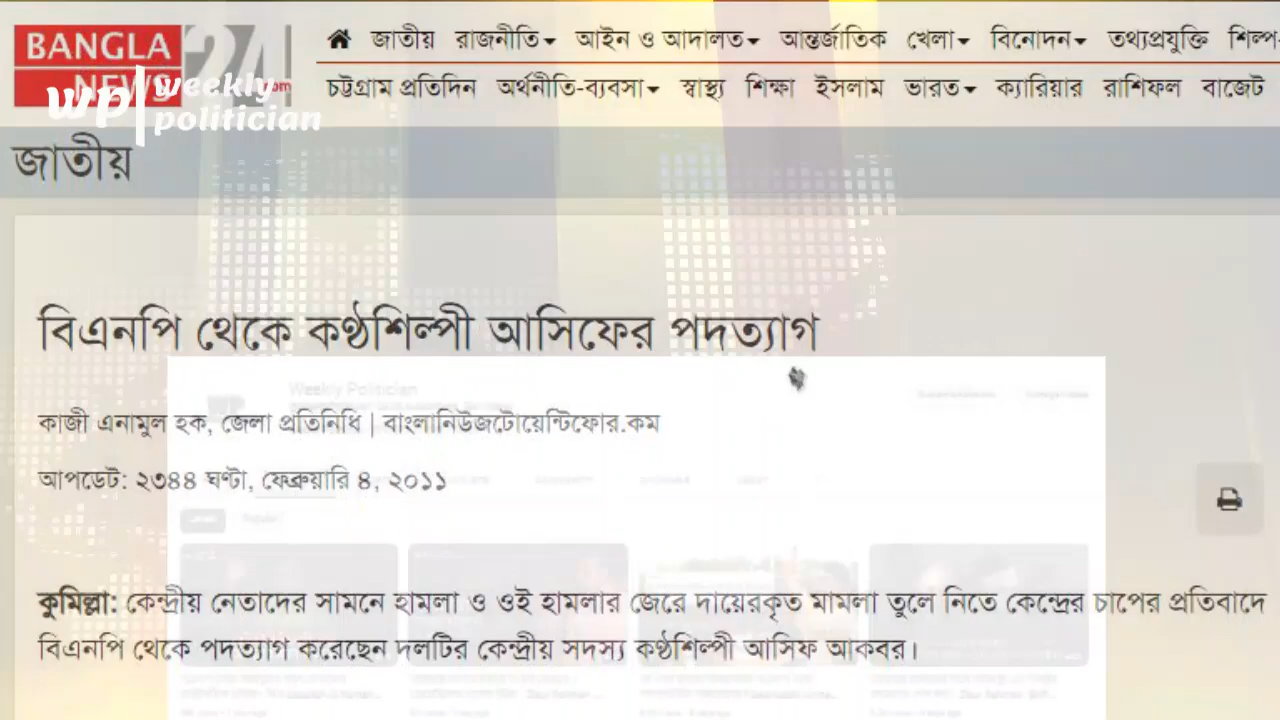 BANGLA 24
NEWS .com
wp weekly
politician
জাতীয় রাজনীতি আইন ও আদালত আন্তর্জাতিক খেলা বিনোদন তথ্যপ্রযুক্তি শিল্প-
চট্টগ্রাম প্রতিদিন অর্থনীতি-ব্যবসা স্বাস্থ্য শিক্ষা ইসলাম ভারত ক্যারিয়ার রাশিফল বাজেট
জাতীয়
বিএনপি থেকে কণ্ঠশিল্পী আসিফের পদত্যাগ
Weekly Politician
কাজী এনামুল হক, জেলা প্রতিনিধি | বাংলানিউজটোয়েন্টিফোর.কম
আপডেট: ২৩৪৪ ঘণ্টা, ফেব্রুয়ারি ৪, ২০১১
কুমিল্লা: কেন্দ্রীয় নেতাদের সামনে হামলা ও ওই হামলার জেরে দায়েরকৃত মামলা তুলে নিতে কেন্দ্রের চাপের প্রতিবাদে
বিএনপি থেকে পদত্যাগ করেছেন দলটির কেন্দ্রীয় সদস্য কণ্ঠশিল্পী আসিফ আকবর।